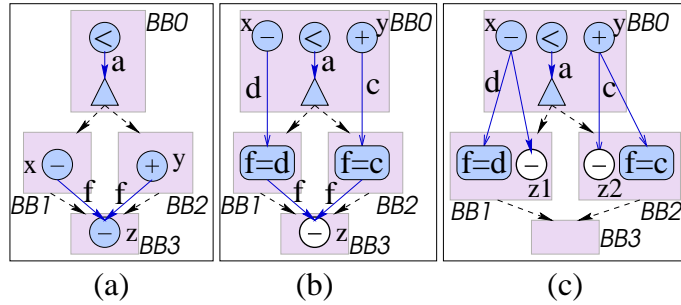 < BB0
a
x − + y
f f
BB1 BB2
− z
BB3
(a)
x − < + y BB0
a
d c
f=d f=c
f f
BB1 BB2
− z
BB3
(b)
x − < + y BB0
d a c
f=d − − f=c
z1 z2
BB1 BB2
BB3
(c)